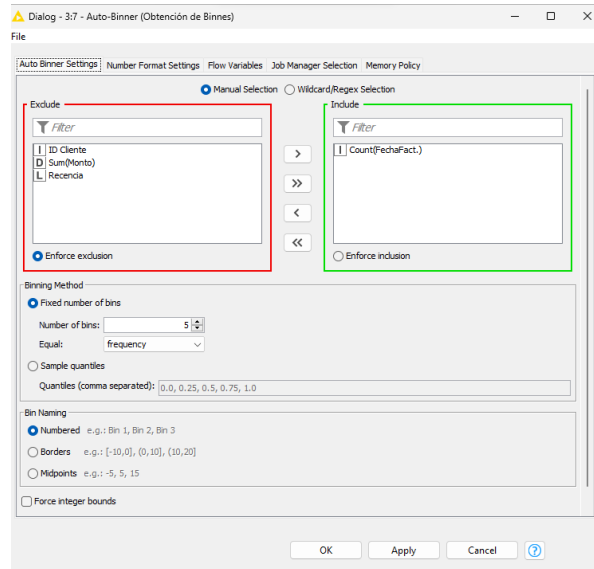 Dialog - 3:7 - Auto-Binner (Obtención de Binnes)
File
Auto Binner Settings Number Format Settings Flow Variables Job Manager Selection Memory Policy
Manual Selection Wildcard/Regex Selection
Exclude Include
Filter Filter
I ID Cliente I Count(FechaFact.)
D Sum(Monto)
L Recencia
>
>>
<
<<
Enforce exclusion Enforce inclusion
Binning Method
Fixed number of bins
Number of bins: 5
Equal: frequency
Sample quantiles
Quantiles (comma separated): 0.0, 0.25, 0.5, 0.75, 1.0
Bin Naming
Numbered e.g.: Bin 1, Bin 2, Bin 3
Borders e.g.: [-10,0], (0,10], (10,20]
Midpoints e.g.: -5, 5, 15
Force integer bounds
OK Apply Cancel ?